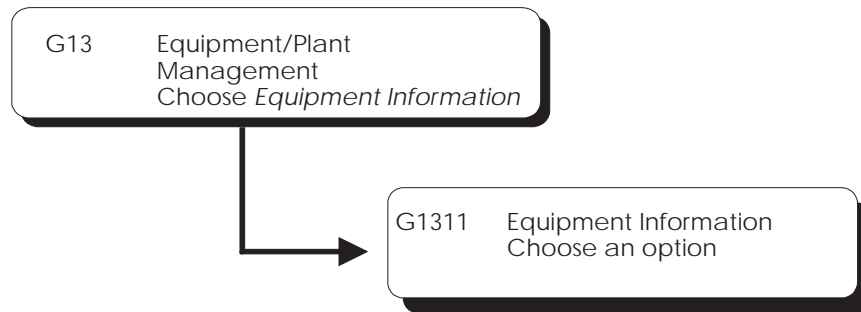 G13 Equipment/Plant
Management
Choose Equipment Information
G1311 Equipment Information
Choose an option